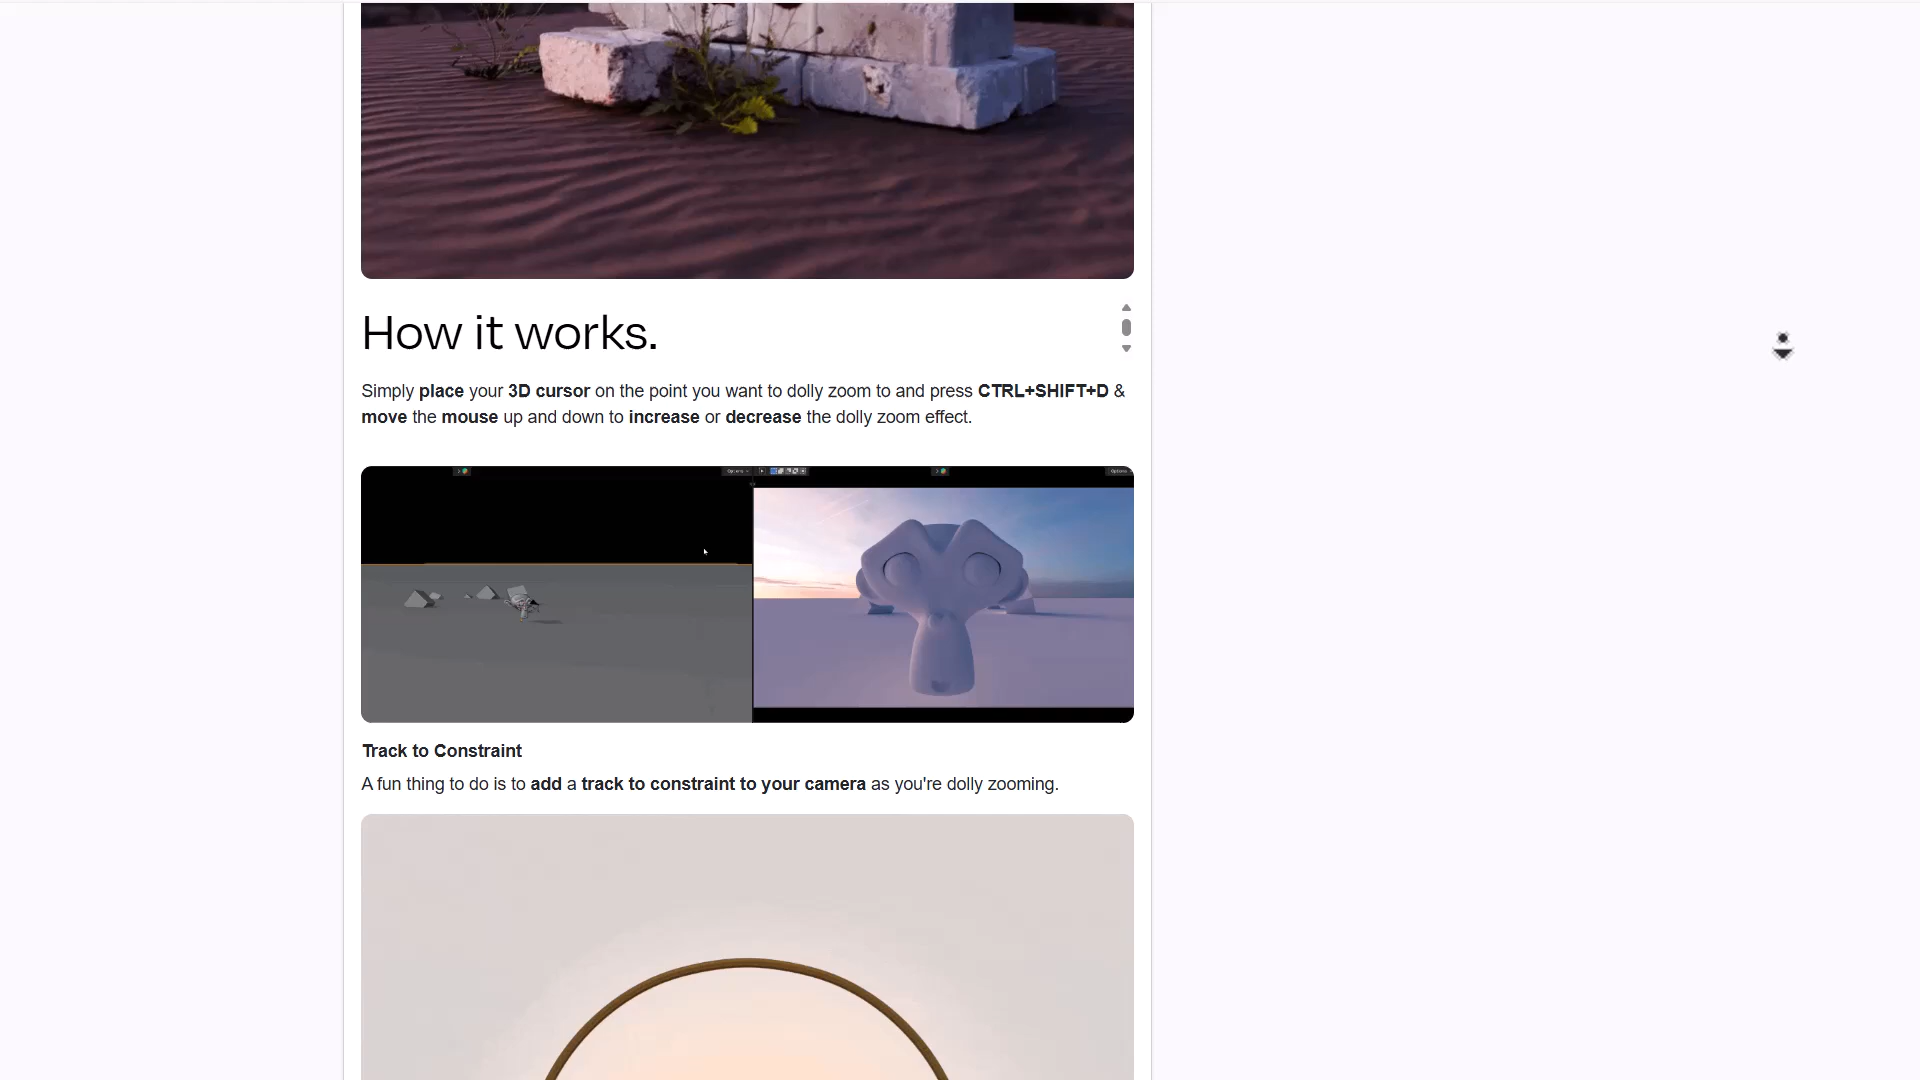 How it works.
Simply place your 3D cursor on the point you want to dolly zoom to and press CTRL+SHIFT+D &
move the mouse up and down to increase or decrease the dolly zoom effect.
Options
Options
Track to Constraint
A fun thing to do is to add a track to constraint to your camera as you're dolly zooming.